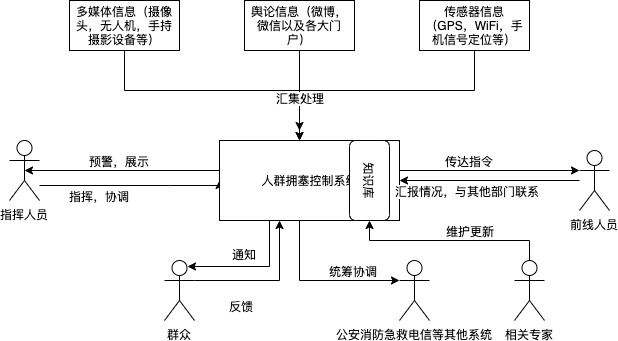 多媒体信息（摄像
头，无人机，手持
摄影设备等）
舆论信息（微博，
微信以及各大门
户）
传感器信息
（GPS，WiFi，手
机信号定位等）
汇集处理
预警，展示
人群拥塞控制系统
知识库
传达指令
指挥，协调
汇报情况，与其他部门联系
指挥人员
前线人员
维护更新
通知
统筹协调
反馈
群众
公安消防急救电信等其他系统
相关专家